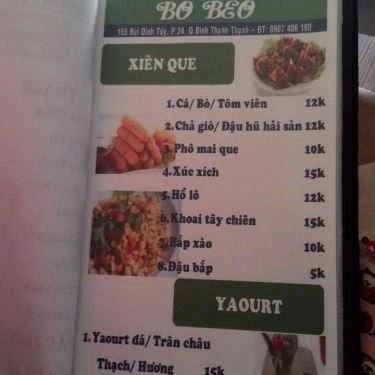 BO BEO
155 Bùi Đình Túy, P.24, Q Bình Thạnh Thạnh - ĐT: 0907 406 160
XIÊN QUE
1. Cá/ Bò/ Tôm viên 12k
2. Chả giò/ Đậu hũ hải sản 12k
3. Phô mai que 10k
4. Xúc xích 15k
5. Hồ lô 12k
6. Khoai tây chiên 15k
7. Bắp xào 10k
8. Đậu bắp 5k
YAOURT
1. Yaourt đá/ Trân châu
Thạch/ Hương 15k